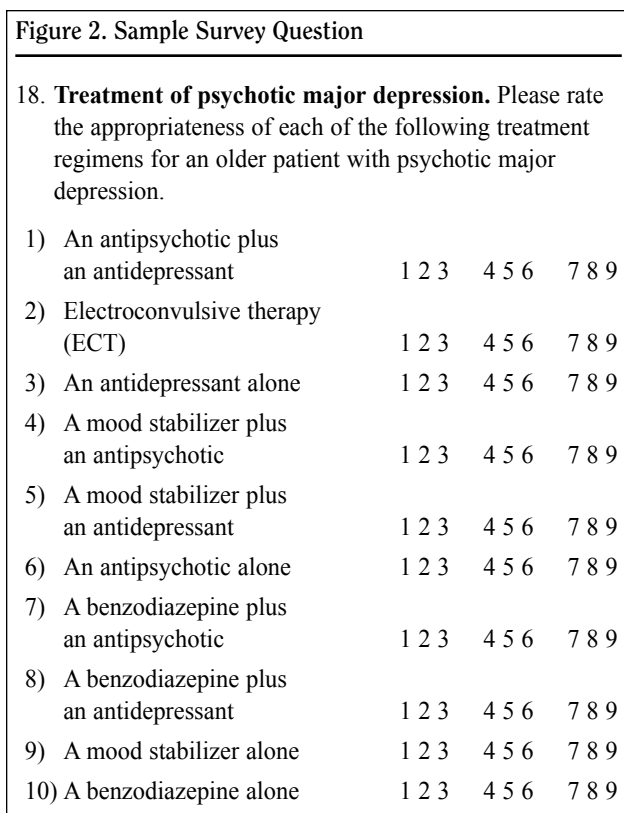 Figure 2. Sample Survey Question
18. Treatment of psychotic major depression. Please rate
the appropriateness of each of the following treatment
regimens for an older patient with psychotic major
depression.
1) An antipsychotic plus
an antidepressant 1 2 3 4 5 6 7 8 9
2) Electroconvulsive therapy
(ECT) 1 2 3 4 5 6 7 8 9
3) An antidepressant alone 1 2 3 4 5 6 7 8 9
4) A mood stabilizer plus
an antipsychotic 1 2 3 4 5 6 7 8 9
5) A mood stabilizer plus
an antidepressant 1 2 3 4 5 6 7 8 9
6) An antipsychotic alone 1 2 3 4 5 6 7 8 9
7) A benzodiazepine plus
an antipsychotic 1 2 3 4 5 6 7 8 9
8) A benzodiazepine plus
an antidepressant 1 2 3 4 5 6 7 8 9
9) A mood stabilizer alone 1 2 3 4 5 6 7 8 9
10) A benzodiazepine alone 1 2 3 4 5 6 7 8 9